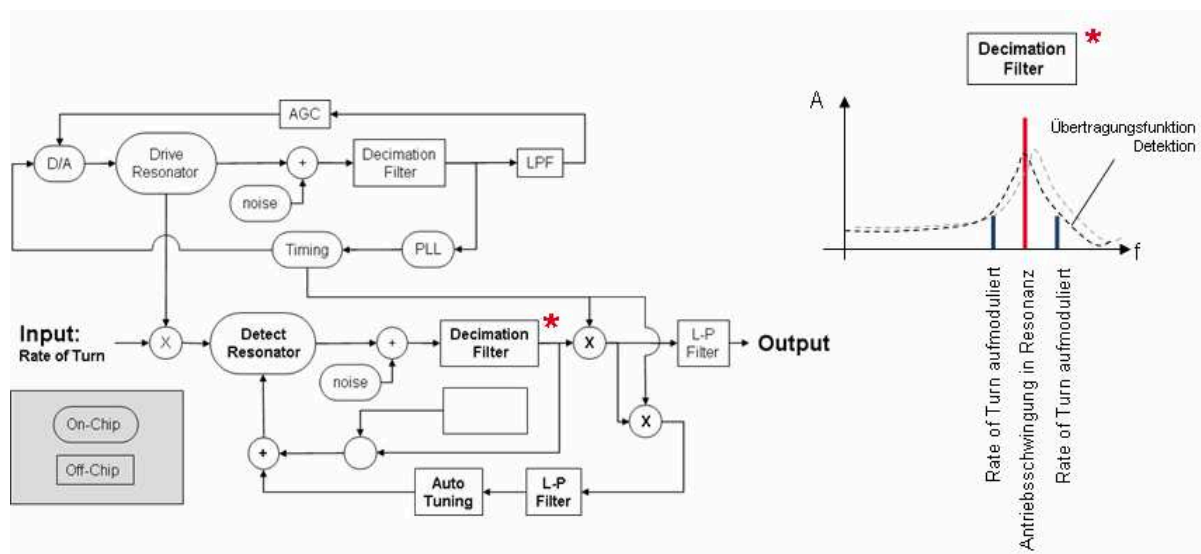 AGC
D/A
Drive
Resonator
+
Decimation
Filter
LPF
noise
Timing
PLL
Input:
Rate of Turn
X
Detect
Resonator
+
Decimation
Filter
*
X
L-P
Filter
Output
noise
X
+
Auto
Tuning
L-P
Filter
On-Chip
Off-Chip
Decimation
Filter
*
A
Übertragungsfunktion
Detektion
f
Rate of Turn aufmoduliert
Antriebsschwingung in Resonanz
Rate of Turn aufmoduliert